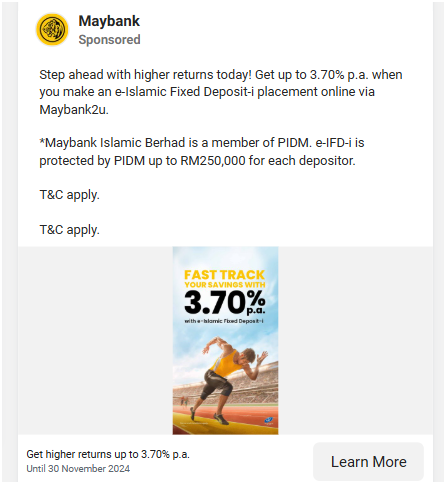 Maybank
Sponsored
Step ahead with higher returns today! Get up to 3.70% p.a. when
you make an e-Islamic Fixed Deposit-i placement online via
Maybank2u.
*Maybank Islamic Berhad is a member of PIDM. e-IFD-i is
protected by PIDM up to RM250,000 for each depositor.
T&C apply.
T&C apply.
FAST TRACK
YOUR SAVINGS WITH
3.70% p.a.
with e-Islamic Fixed Deposit-i
Get higher returns up to 3.70% p.a.
Until 30 November 2024
Learn More